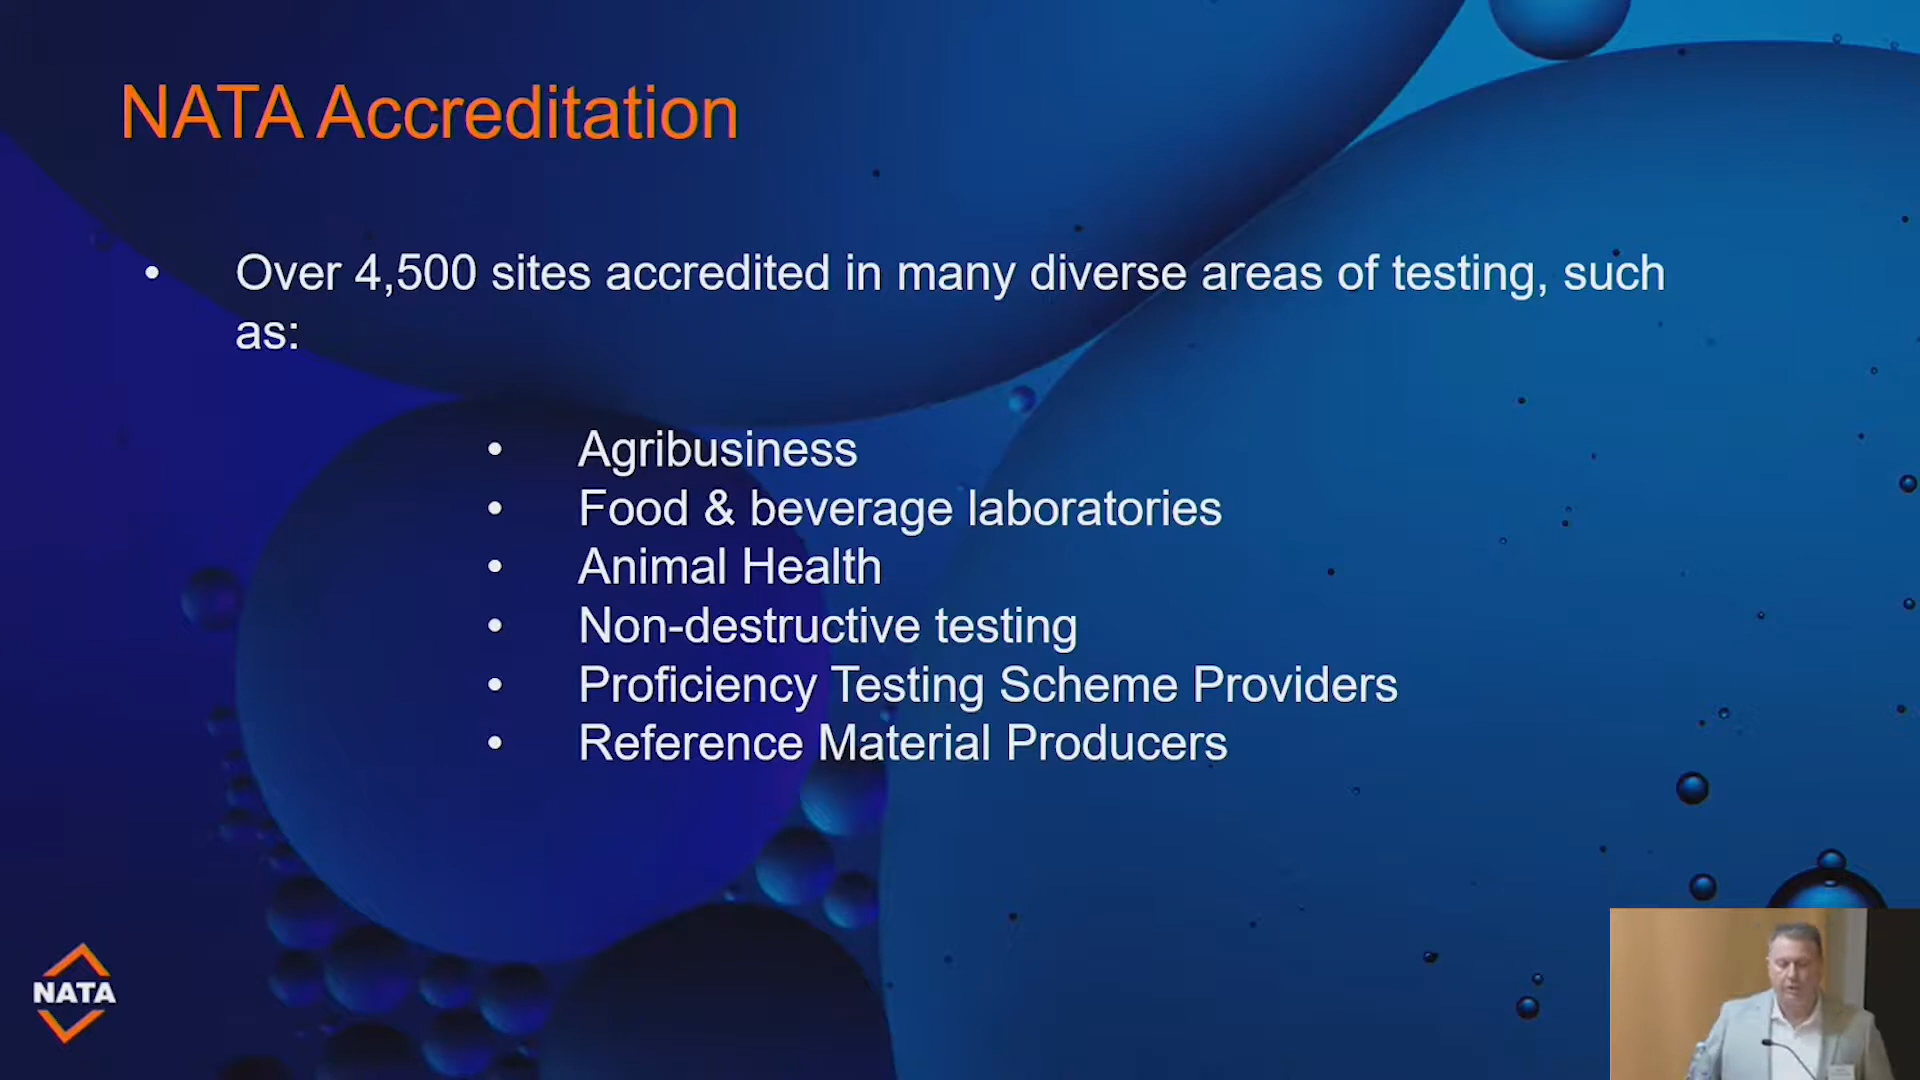 NATA Accreditation
• Over 4,500 sites accredited in many diverse areas of testing, such
as:
• Agribusiness
• Food & beverage laboratories
• Animal Health
• Non-destructive testing
• Proficiency Testing Scheme Providers
• Reference Material Producers
NATA